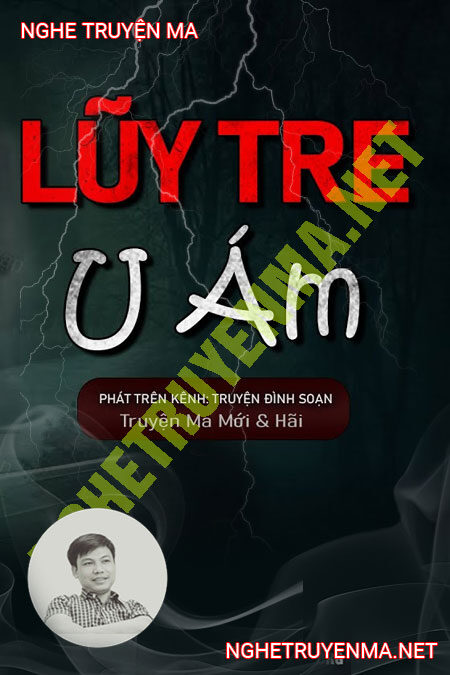 NGHE TRUYỆN MA
LŨY TRE
U Ám
PHÁT TRÊN KÊNH: TRUYỆN ĐÌNH SOẠN
Truyện Ma Mới & Hãi
NGHETRUYENMA.NET
NGHETRUYENMA.NET